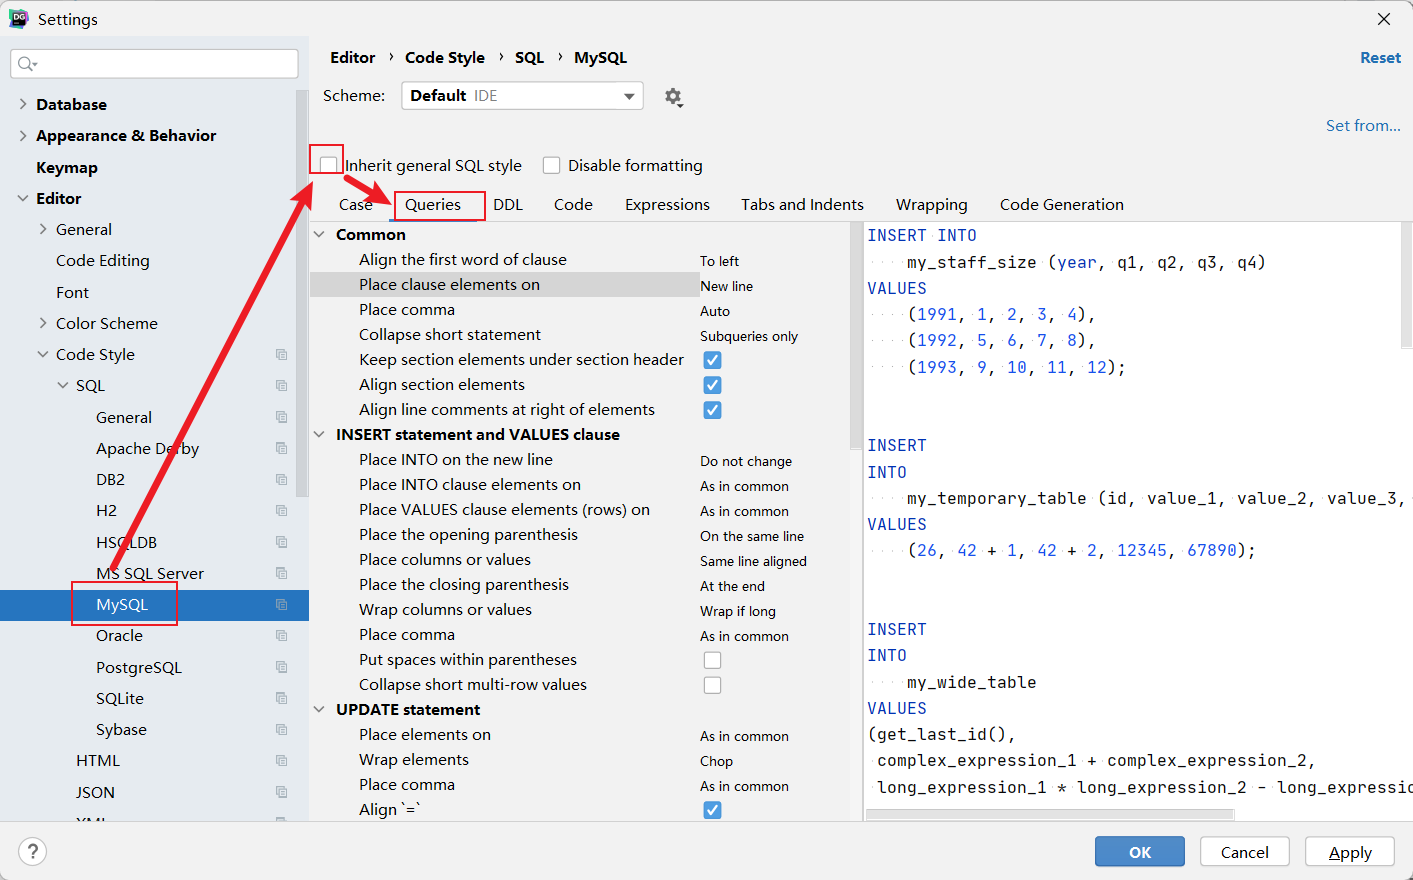 DG
Settings
Editor › Code Style › SQL › MySQL
Reset
Scheme: Default IDE
Set from...
Inherit general SQL style
Disable formatting
Case Queries DDL Code Expressions Tabs and Indents Wrapping Code Generation
Database
Appearance & Behavior
Keymap
Editor
General
Code Editing
Font
Color Scheme
Code Style
SQL
General
Apache Derby
DB2
H2
HSQLDB
MS SQL Server
MySQL
Oracle
PostgreSQL
SQLite
Sybase
HTML
JSON
XML
Common
Align the first word of clause To left
Place clause elements on New line
Place comma Auto
Collapse short statement Subqueries only
Keep section elements under section header
Align section elements
Align line comments at right of elements
INSERT statement and VALUES clause
Place INTO on the new line Do not change
Place INTO clause elements on As in common
Place VALUES clause elements (rows) on As in common
Place the opening parenthesis On the same line
Place columns or values Same line aligned
Place the closing parenthesis At the end
Wrap columns or values Wrap if long
Place comma As in common
Put spaces within parentheses
Collapse short multi-row values
UPDATE statement
Place elements on As in common
Wrap elements Chop
Place comma As in common
Align `=`
INSERT INTO
my_staff_size (year, q1, q2, q3, q4)
VALUES
(1991, 1, 2, 3, 4),
(1992, 5, 6, 7, 8),
(1993, 9, 10, 11, 12);
INSERT
INTO
my_temporary_table (id, value_1, value_2, value_3,
VALUES
(26, 42 + 1, 42 + 2, 12345, 67890);
INSERT
INTO
my_wide_table
VALUES
(get_last_id(),
complex_expression_1 + complex_expression_2,
long_expression_1 * long_expression_2 - long_expressio
?
OK
Cancel
Apply